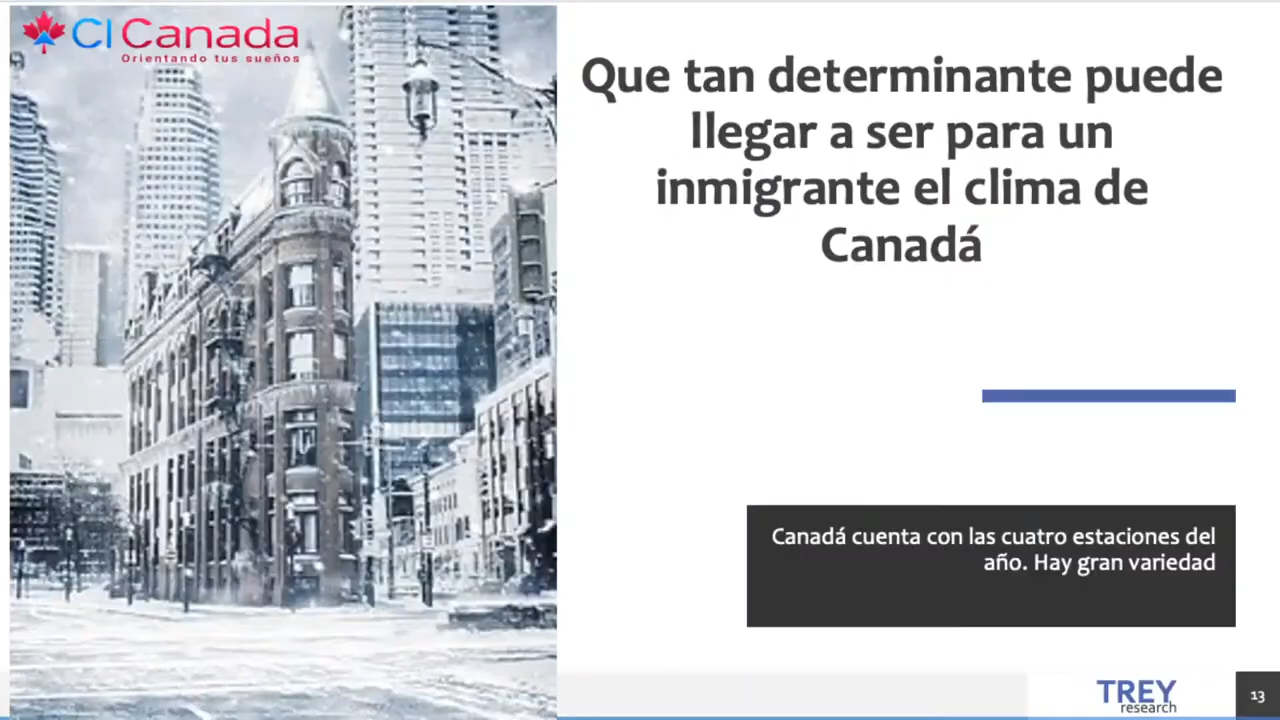 CI Canada
Orientando tus sueños
Que tan determinante puede
llegar a ser para un
inmigrante el clima de
Canadá
Canadá cuenta con las cuatro estaciones del
año. Hay gran variedad
TREY
research
13